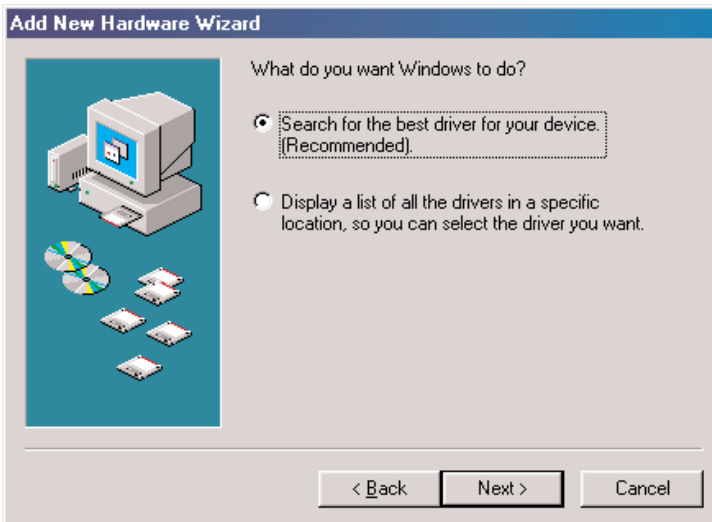 Add New Hardware Wizard
What do you want Windows to do?
Search for the best driver for your device.
(Recommended).
Display a list of all the drivers in a specific
location, so you can select the driver you want.
< Back
Next >
Cancel